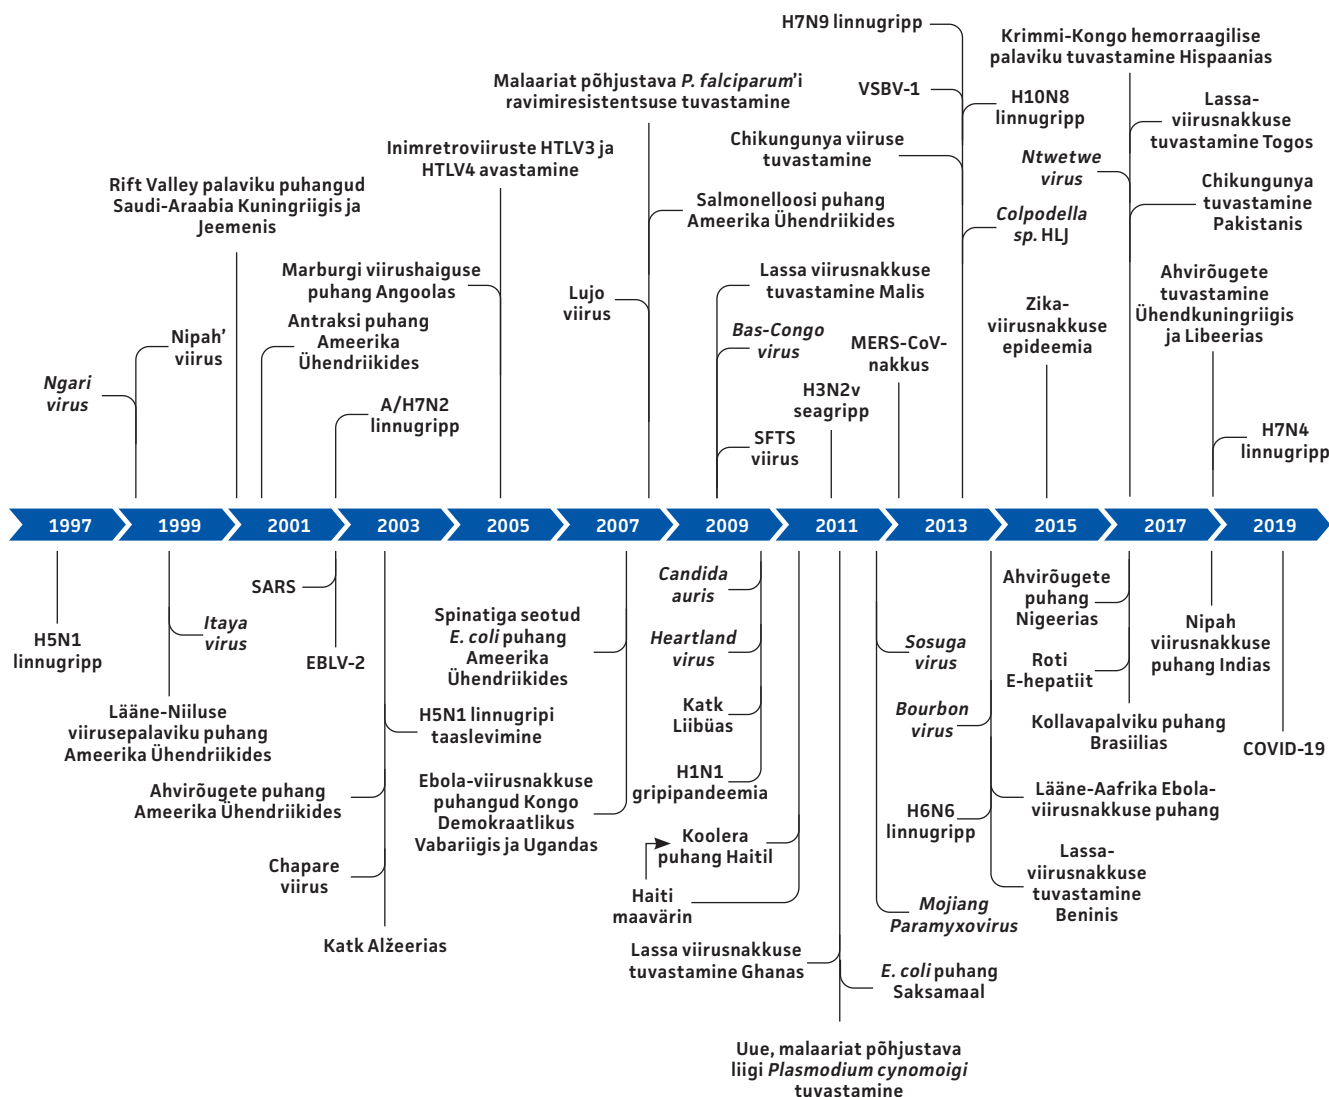 H7N9 linnugripp
Krimmi-Kongo hemorraagilise
palaviku tuvastamine Hispaanias
Malaariat põhjustava P. falciparum’i
ravimiresistentsuse tuvastamine
VSBV-1
H10N8
linnugripp
Lassa-
viirusnakkuse
tuvastamine Togos
Chikungunya viiruse
tuvastamine
Inimretroviiruste HTLV3 ja
HTLV4 avastamine
Ntwetwe
virus
Rift Valley palaviku puhangud
Saudi-Araabia Kuningriigis ja
Jeemenis
Salmonelloosi puhang
Ameerika Ühendriikides
Colpodella
sp. HLJ
Chikungunya
tuvastamine
Pakistanis
Marburgi viirushaiguse
puhang Angoolas
Lujo
viirus
Lassa viirusnakkuse
tuvastamine Malis
Zika-
viirusnakkuse
epideemia
Ahvirõugete
tuvastamine
Ühendkuningriigis
ja Libeerias
Nipah’
viirus
Antraksi puhang
Ameerika
Ühendriikides
Bas-Congo
virus
MERS-CoV-
nakkus
Ngari
virus
A/H7N2
linnugripp
H3N2v
seagripp
SFTS
viirus
H7N4
linnugripp
1997
1999
2001
2003
2005
2007
2009
2011
2013
2015
2017
2019
H5N1
linnugripp
Itaya
virus
SARS
EBLV-2
Spinatiga seotud
E. coli puhang
Ameerika
Ühendriikides
Candida
auris
Heartland
virus
Sosuga
virus
Ahvirõugete
puhang
Nigeerias
Nipah
viirusnakkuse
puhang Indias
Roti
E-hepatiit
Lääne-Niiluse
viirusepalaviku puhang
Ameerika Ühendriikides
H5N1 linnugripi
taaslevimine
Katk
Liibüas
Bourbon
virus
Kollavapalviku puhang
Brasiilias
COVID-19
Ahvirõugete puhang
Ameerika Ühendriikides
Ebola-viirusnakkuse
puhangud Kongo
Demokraatlikus
Vabariigis ja Ugandas
H1N1
gripipandeemia
H6N6
linnugripp
Lääne-Aafrika Ebola-
viirusnakkuse puhang
Chapare
viirus
Koolera
puhang Haitil
Lassa-
viirusnakkuse
tuvastamine
Beninis
Haiti
maavärin
Mojiang
Paramyxovirus
Katk Alžeerias
Lassa viirusnakkuse
tuvastamine Ghanas
E. coli puhang
Saksamaal
Uue, malaariat põhjustava
liigi Plasmodium cynomoigi
tuvastamine